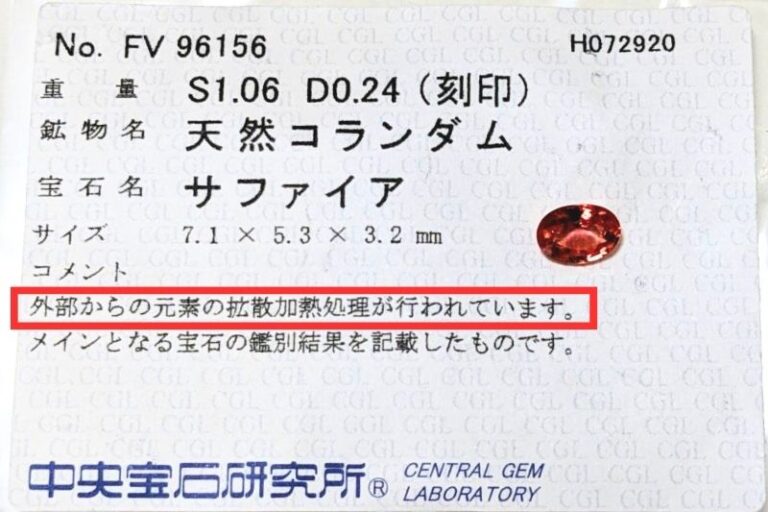 No. FV 96156 H072920
重量 S1.06 D0.24（刻印）
鉱物名 天然コランダム
宝石名 サファイア
サイズ 7.1 × 5.3 × 3.2 mm
コメント
外部からの元素の拡散加熱処理が行われています。
メインとなる宝石の鑑別結果を記載したものです。
中央宝石研究所® CENTRAL GEM
LABORATORY